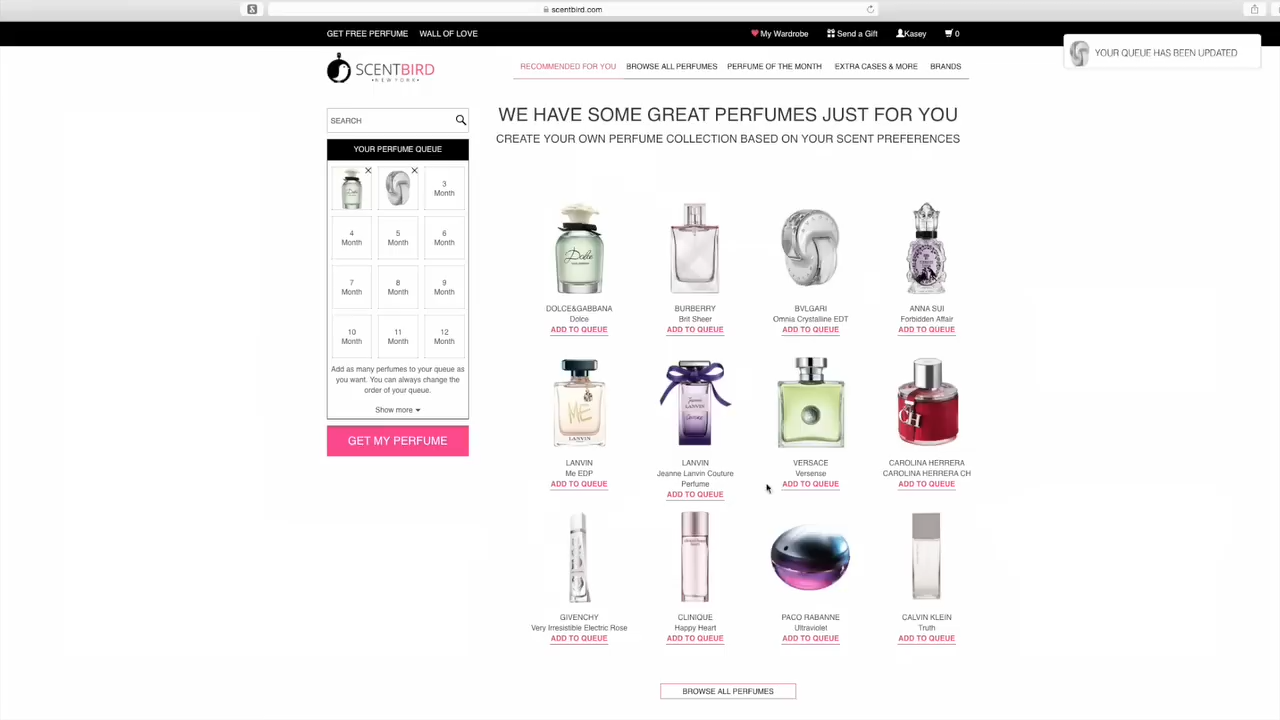 scentbird.com
GET FREE PERFUME WALL OF LOVE
My Wardrobe Send a Gift Kasey 0
YOUR QUEUE HAS BEEN UPDATED
SCENTBIRD
NEW YORK
RECOMMENDED FOR YOU BROWSE ALL PERFUMES PERFUME OF THE MONTH EXTRA CASES & MORE BRANDS
SEARCH
YOUR PERFUME QUEUE
3
Month
4 5 6
Month Month Month
7 8 9
Month Month Month
10 11 12
Month Month Month
Add as many perfumes to your queue as
you want. You can always change the
order of your queue.
Show more
GET MY PERFUME
WE HAVE SOME GREAT PERFUMES JUST FOR YOU
CREATE YOUR OWN PERFUME COLLECTION BASED ON YOUR SCENT PREFERENCES
Dolce
DOLCE&GABBANA
Dolce
ADD TO QUEUE
BURBERRY
Brit Sheer
ADD TO QUEUE
BVLGARI
Omnia Crystalline EDT
ADD TO QUEUE
ANNA SUI
Forbidden Affair
ADD TO QUEUE
ME
LANVIN
LANVIN
Me EDP
ADD TO QUEUE
Jeanne
LANVIN
LANVIN
Jeanne Lanvin Couture
Perfume
ADD TO QUEUE
VERSACE
Versense
ADD TO QUEUE
CH
CAROLINA HERRERA
CAROLINA HERRERA CH
ADD TO QUEUE
GIVENCHY
Very Irresistible Electric Rose
ADD TO QUEUE
CLINIQUE
Happy Heart
ADD TO QUEUE
PACO RABANNE
Ultraviolet
ADD TO QUEUE
CALVIN KLEIN
Truth
ADD TO QUEUE
BROWSE ALL PERFUMES